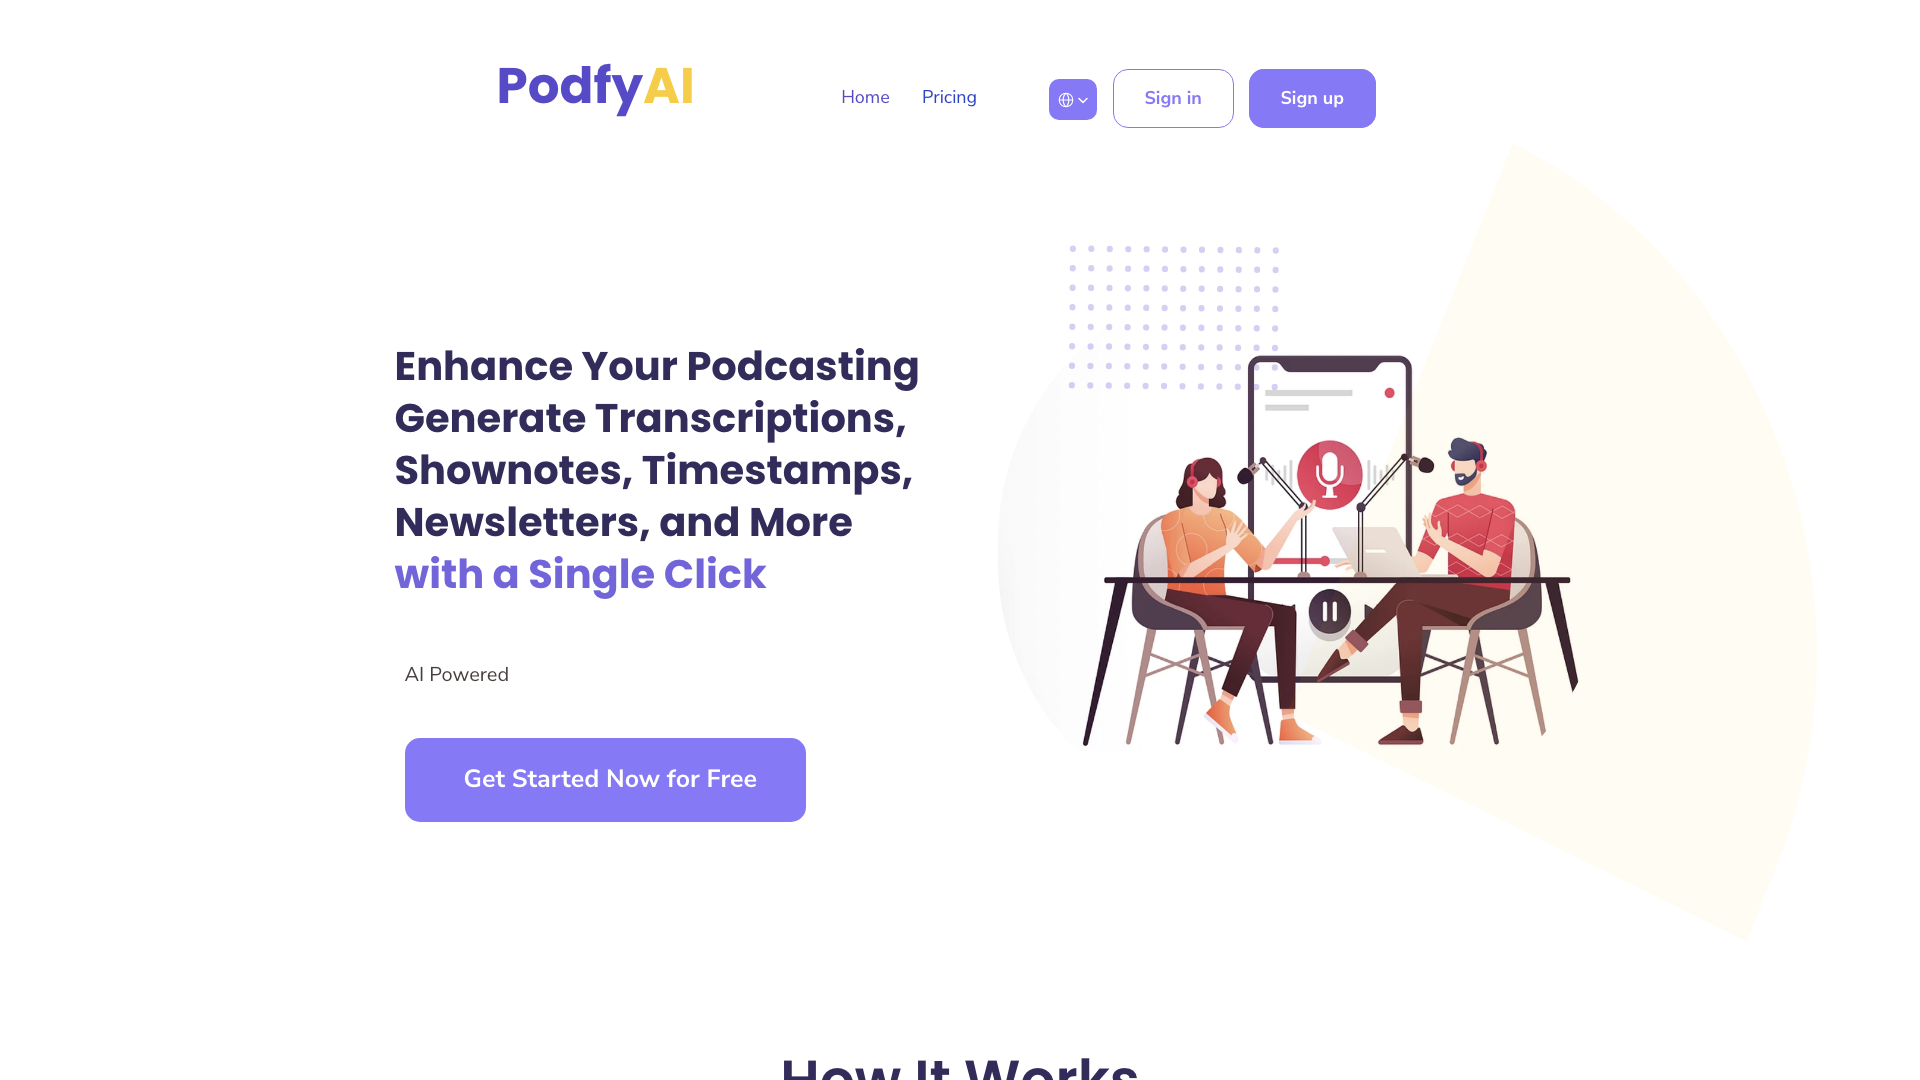 PodfyAI
Home
Pricing
Sign in
Sign up
Enhance Your Podcasting
Generate Transcriptions,
Shownotes, Timestamps,
Newsletters, and More
with a Single Click
AI Powered
Get Started Now for Free
How It Works